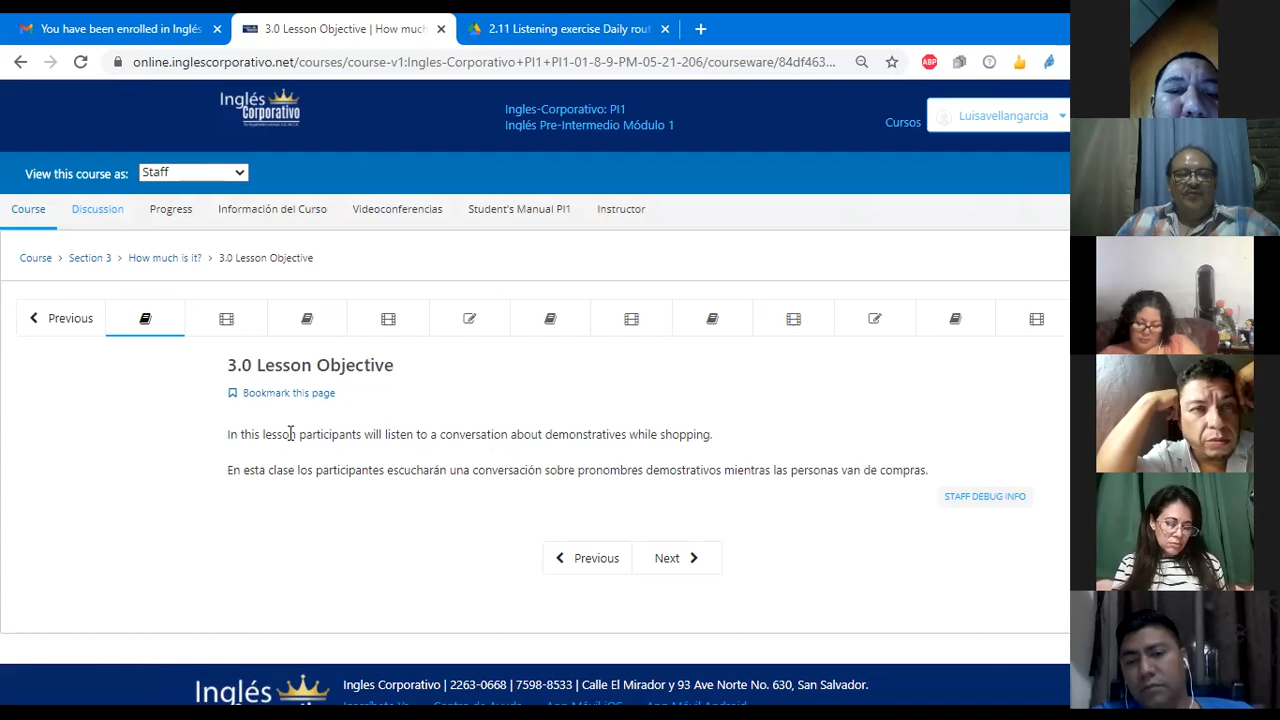 You have been enrolled in Inglés
3.0 Lesson Objective | How much
2.11 Listening exercise Daily rout
online.inglescorporativo.net/courses/course-v1:Ingles-Corporativo+PI1+PI1-01-8-9-PM-05-21-206/courseware/84df463...
ABP
Inglés
Corporativo
Ingles-Corporativo: PI1
Inglés Pre-Intermedio Módulo 1
Cursos
Luisavellangarcia
View this course as:
Staff
Course
Discussion
Progress
Información del Curso
Videoconferencias
Student's Manual PI1
Instructor
Course > Section 3 > How much is it? > 3.0 Lesson Objective
Previous
3.0 Lesson Objective
Bookmark this page
In this lesson participants will listen to a conversation about demonstratives while shopping.
En esta clase los participantes escucharán una conversación sobre pronombres demostrativos mientras las personas van de compras.
STAFF DEBUG INFO
Previous
Next
Inglés
Ingles Corporativo | 2263-0668 | 7598-8533 | Calle El Mirador y 93 Ave Norte No. 630, San Salvador.